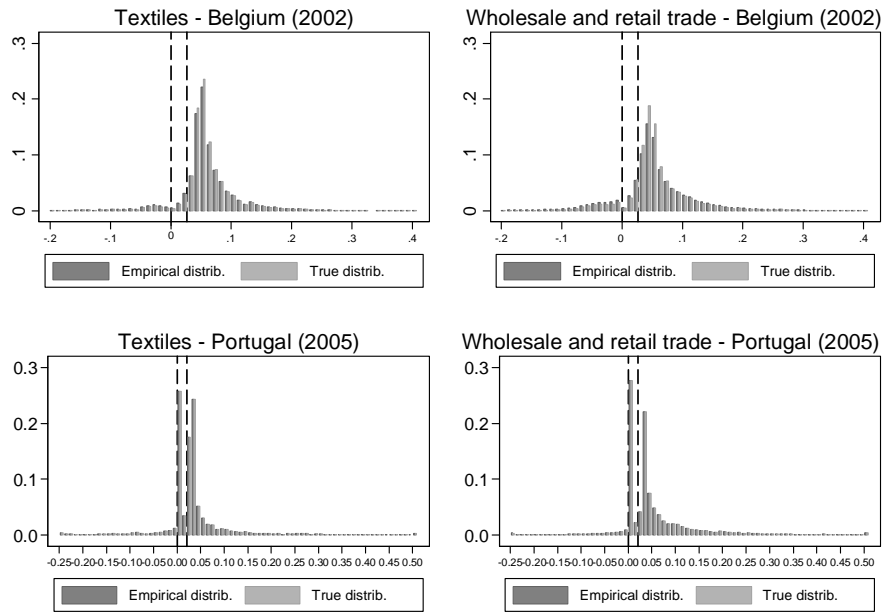 Textiles - Belgium (2002)
.3
.2
.1
0
-.2 -.1 0 .1 .2 .3 .4
Empirical distrib. True distrib.
Wholesale and retail trade - Belgium (2002)
.3
.2
.1
0
-.2 -.1 0 .1 .2 .3 .4
Empirical distrib. True distrib.
Textiles - Portugal (2005)
0.3
0.2
0.1
0.0
-0.25-0.20-0.15-0.10-0.05 0.00 0.05 0.10 0.15 0.20 0.25 0.30 0.35 0.40 0.45 0.50
Empirical distrib. True distrib.
Wholesale and retail trade - Portugal (2005)
0.3
0.2
0.1
0.0
-0.25-0.20-0.15-0.10-0.05 0.00 0.05 0.10 0.15 0.20 0.25 0.30 0.35 0.40 0.45 0.50
Empirical distrib. True distrib.